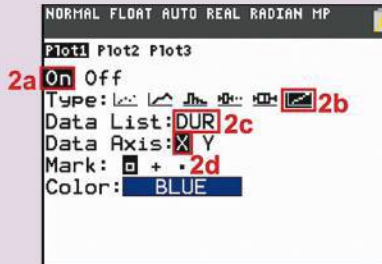 NORMAL FLOAT AUTO REAL RADIAN MP
Plot1 Plot2 Plot3
2a On Off
Type: 2b
Data List:DUR 2c
Data Axis:X Y
Mark: + · 2d
Color: BLUE